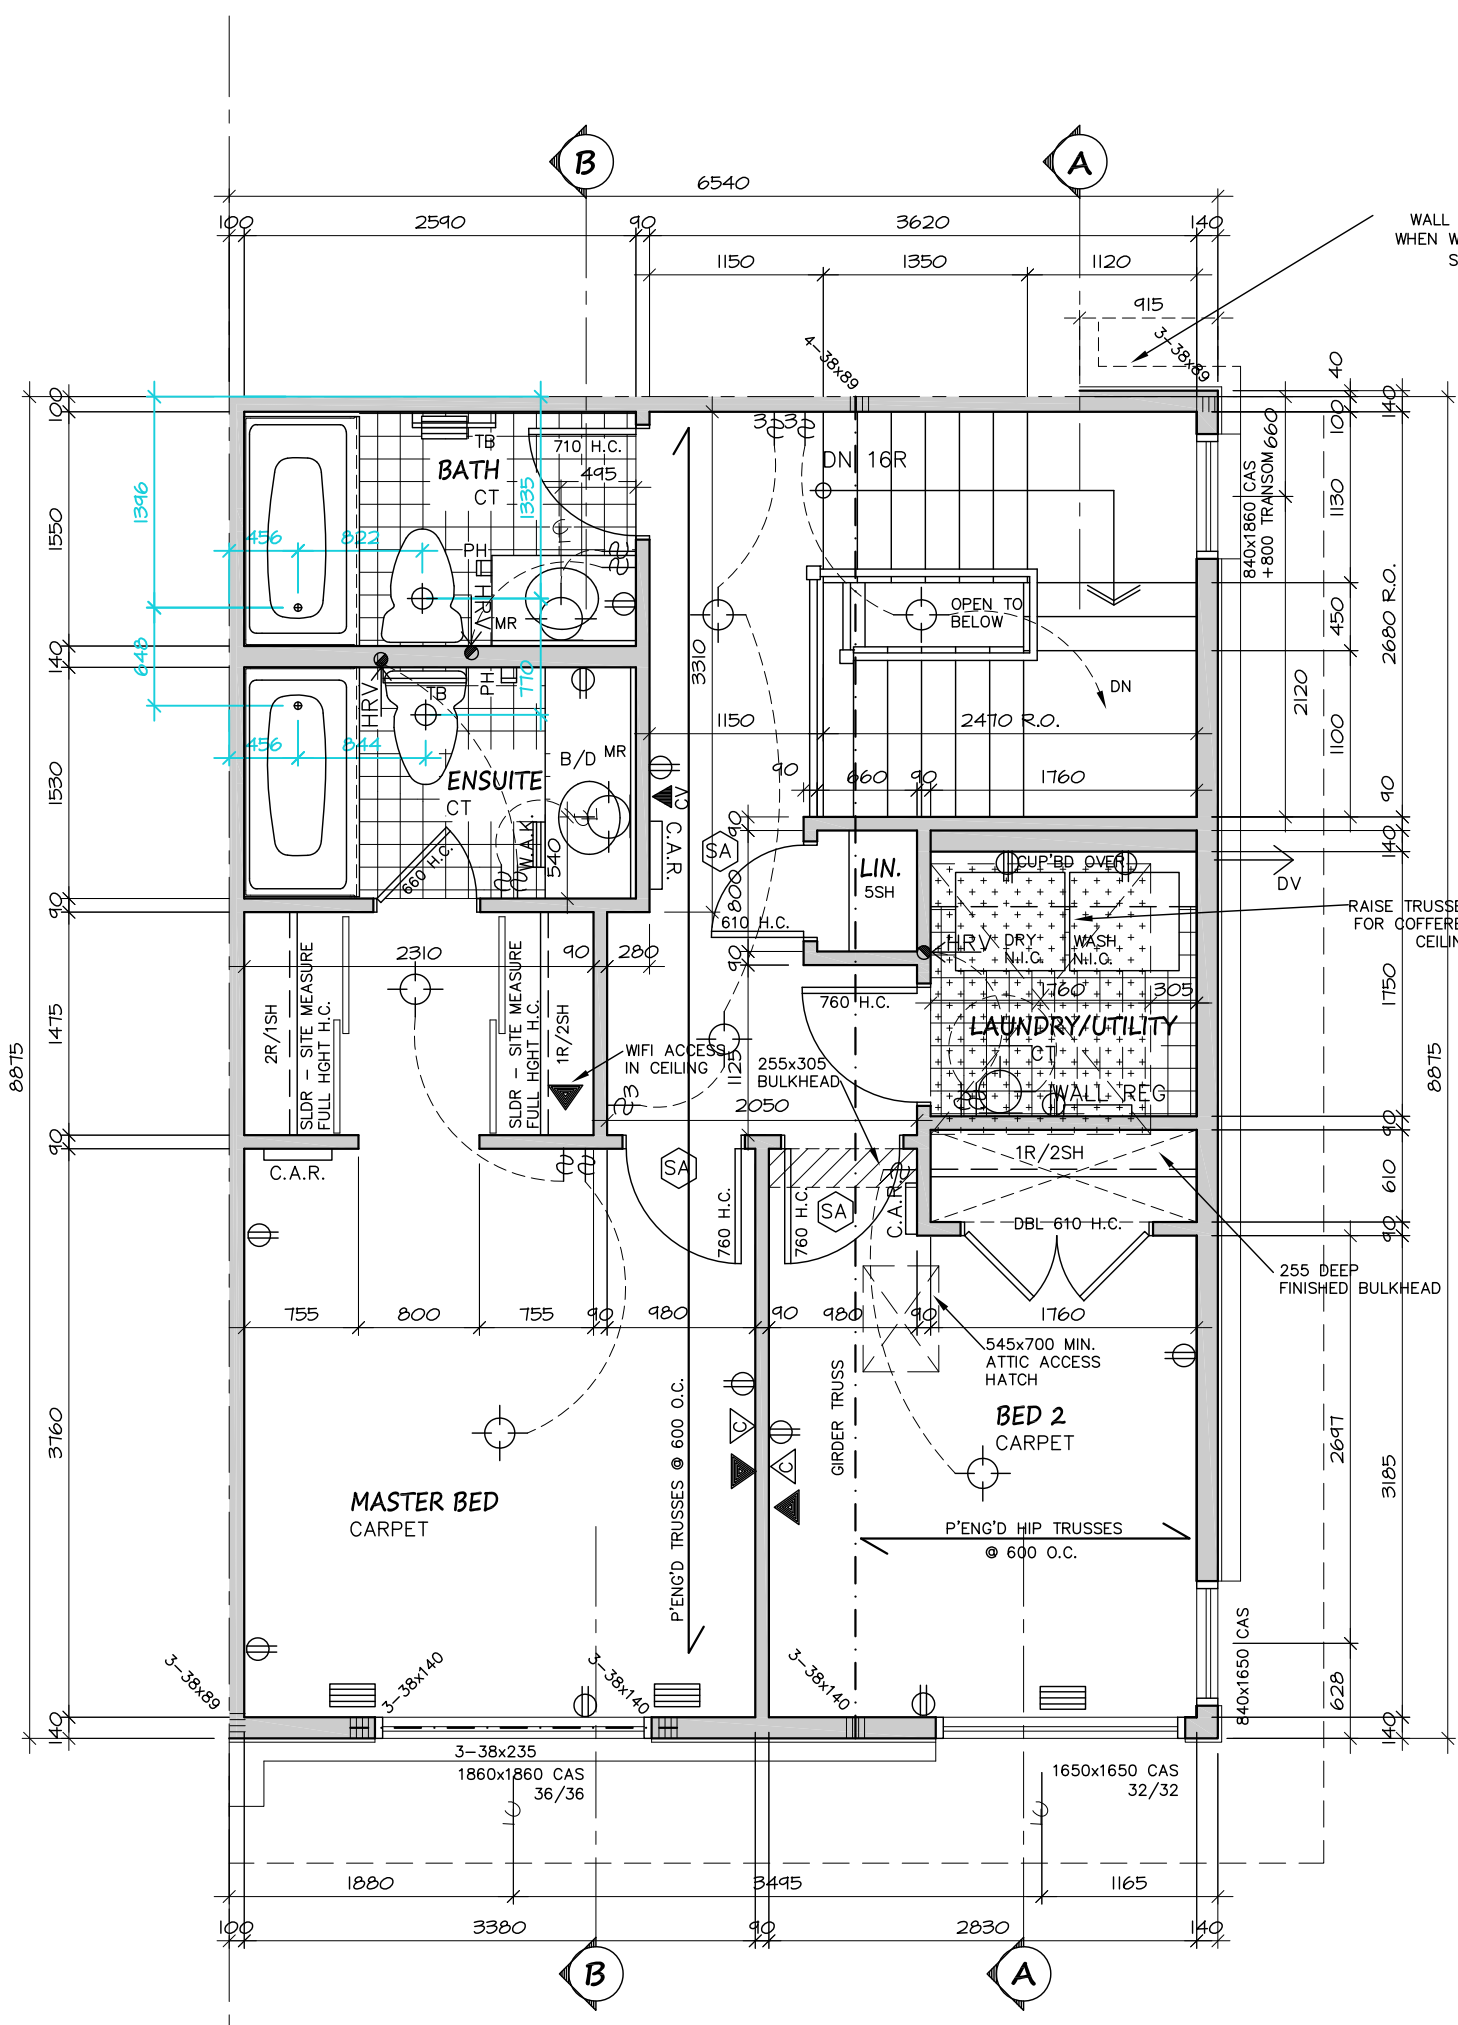 B
A
6540
100
2590
90
3620
140
WALL
WHEN W
S
1150
1350
1120
915
3-38x89
4-38x89
40
140
100
100
1396
1550
140
648
1530
90
1475
8875
90
3760
140
TB
BATH
CT
710 H.C.
495
1335
456
822
PH
HRV
MR
3
3
DN 16R
OPEN TO
BELOW
DN
840x1860 CAS
+800 TRANSOM
660
1130
450
2680 R.O.
2120
1100
90
140
3310
1150
2470 R.O.
HRV
TB
PH
770
456
844
B/D
MR
ENSUITE
CT
W.A.K.
540
660 H.C.
CV
C.A.R.
90
660
90
1760
90
SA
800
610 H.C.
90
LIN.
5SH
CUP'BD OVER
DV
RAISE TRUSSE
FOR COFFERE
CEILIN
HRV
DRY
N.I.C.
WASH
N.I.C.
1760
305
1750
760 H.C.
LAUNDRY/UTILITY
CT
WALL REG
2310
90
280
2R/1SH
SLDR - SITE MEASURE
FULL HGHT H.C.
SLDR - SITE MEASURE
FULL HGHT H.C.
1R/2SH
WIFI ACCESS
IN CEILING
1125
255x305
BULKHEAD
3
2050
8875
90
610
90
C.A.R.
SA
760 H.C.
760 H.C.
SA
C.A.R.
1R/2SH
DBL 610 H.C.
255 DEEP
FINISHED BULKHEAD
755
800
755
90
980
90
980
90
1760
545x700 MIN.
ATTIC ACCESS
HATCH
GIRDER TRUSS
BED 2
CARPET
C
C
P'ENG'D TRUSSES @ 600 O.C.
MASTER BED
CARPET
P'ENG'D HIP TRUSSES
@ 600 O.C.
2697
3185
840x1650 CAS
628
140
3-38x89
3-38x140
3-38x140
3-38x140
3-38x235
1860x1860 CAS
36/36
1650x1650 CAS
32/32
1880
3495
1165
100
3380
90
2830
140
B
A